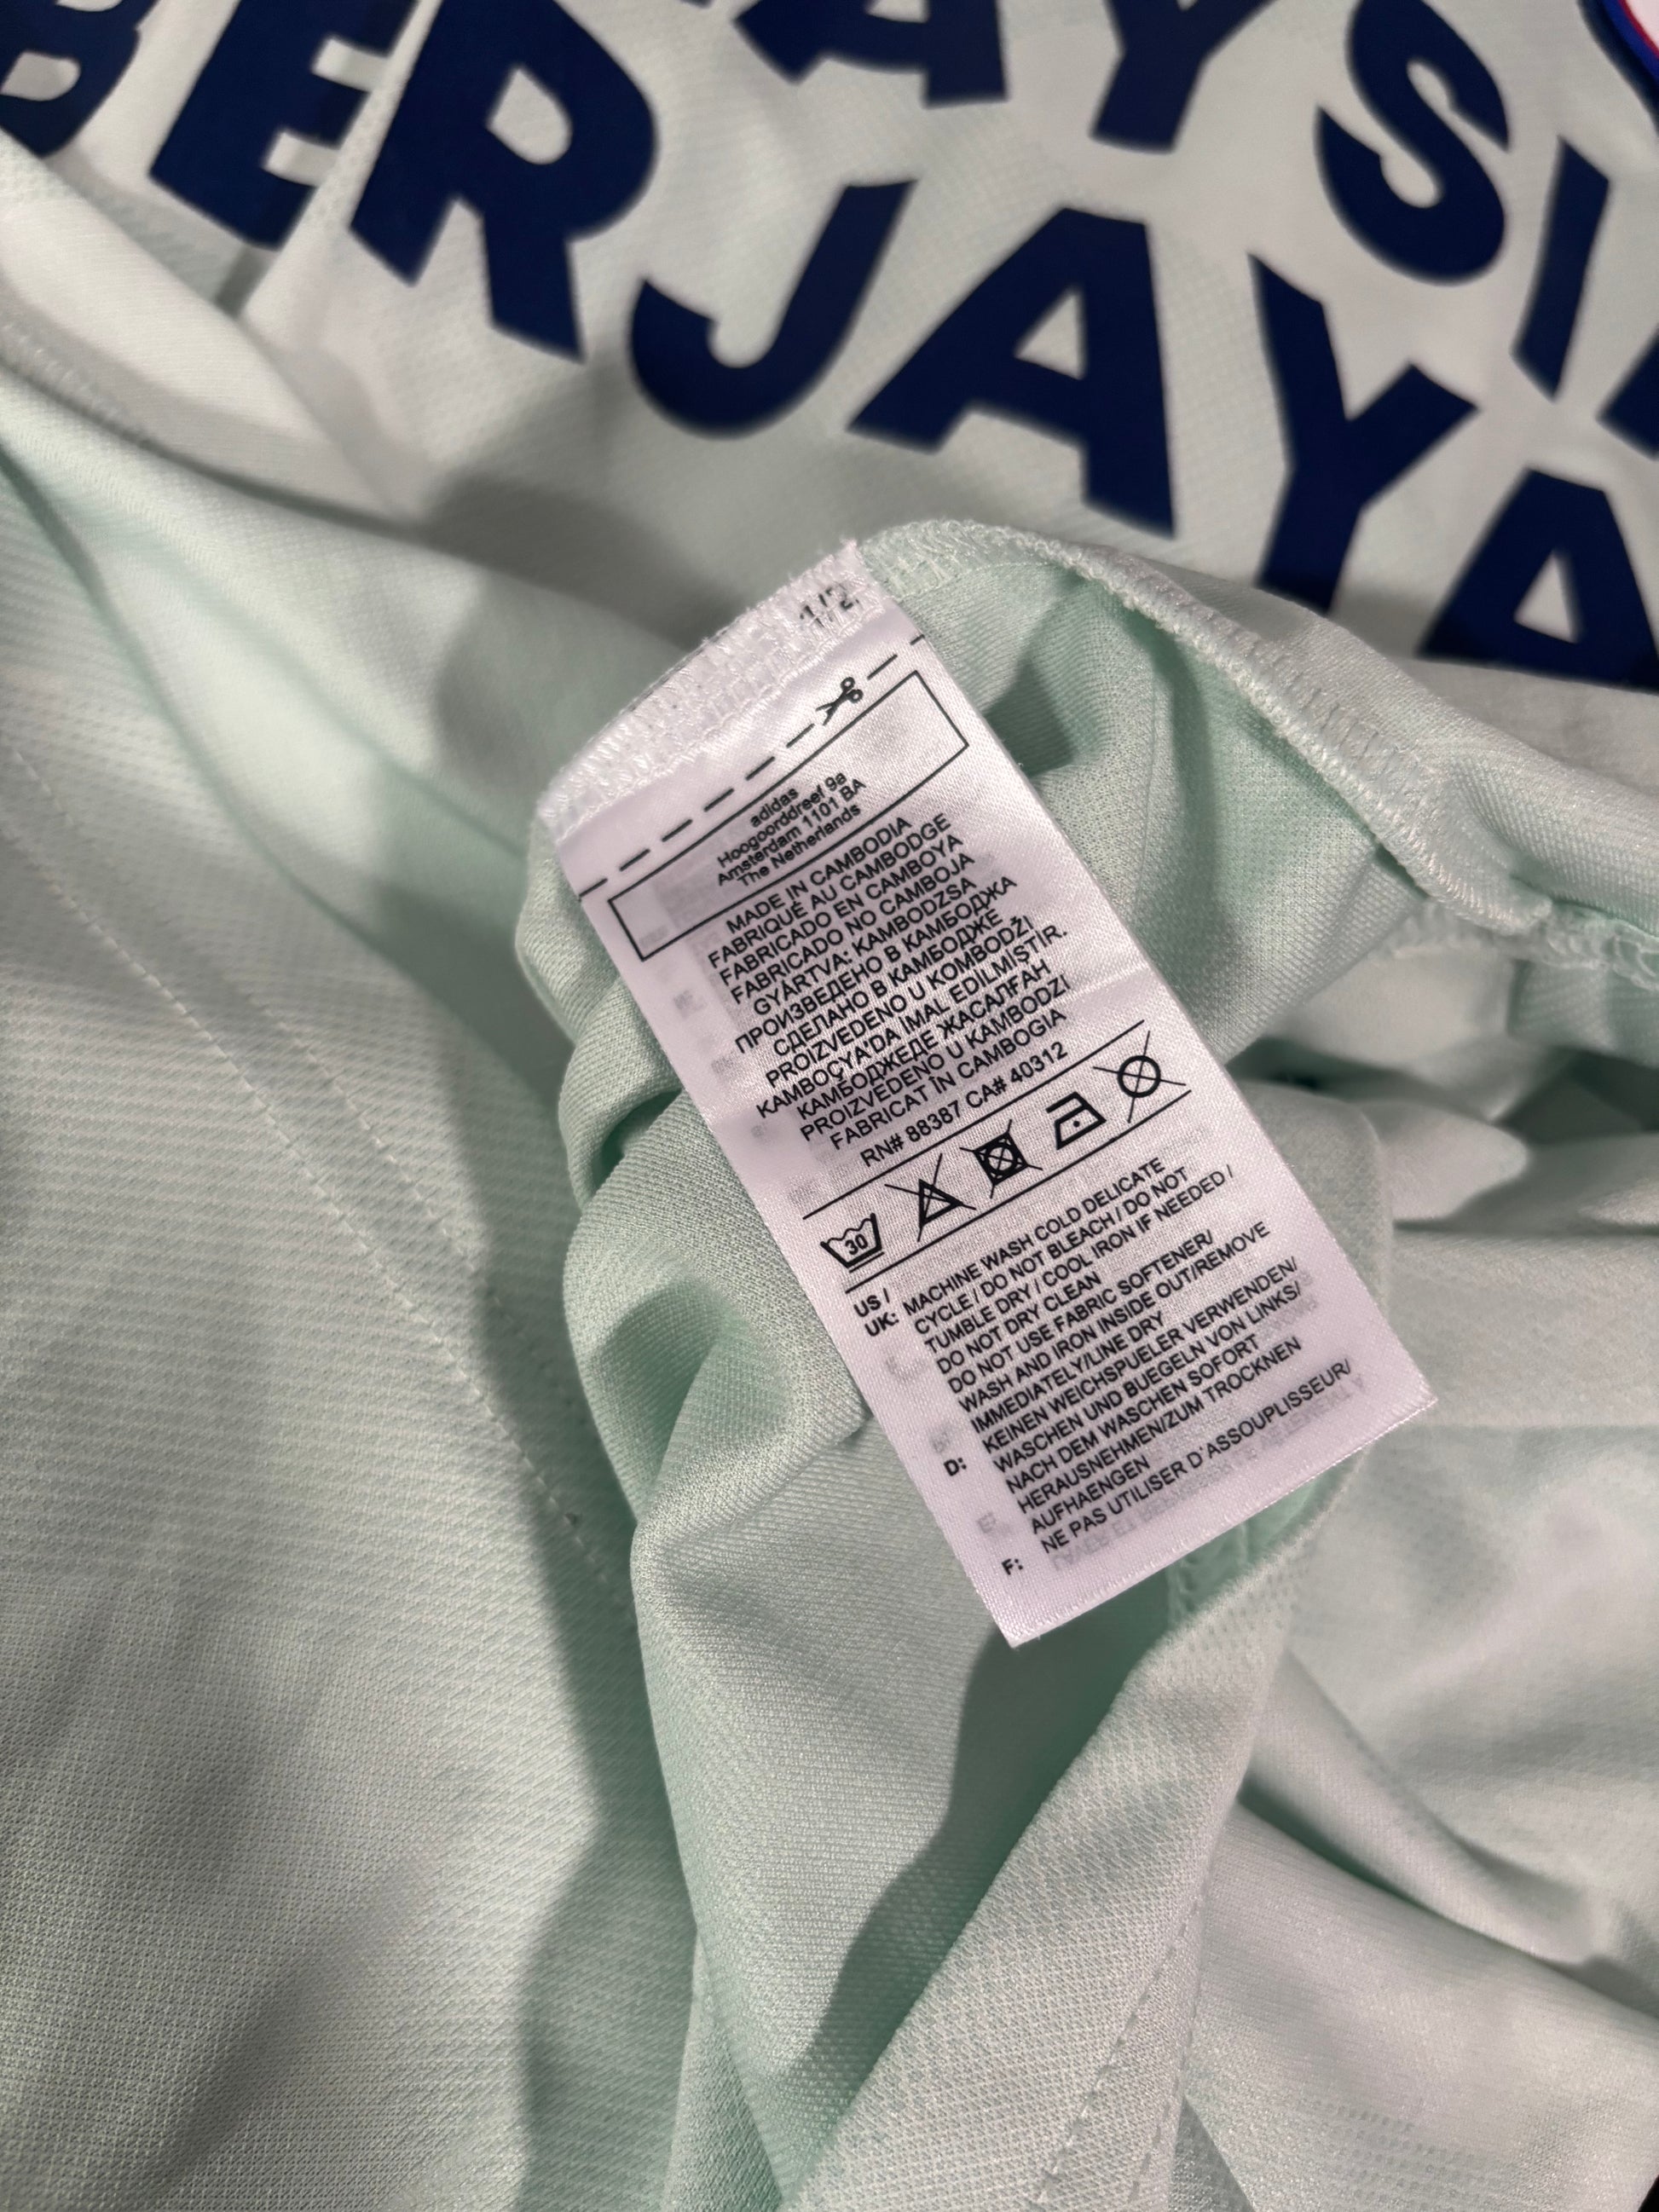 BERJAYA
AYSI
BERJAYA
1/2
adidas
Hoogoorddreef 9a
Amsterdam 1101 BA
The Netherlands
MADE IN CAMBODIA
FABRIQUÉ AU CAMBODGE
FABRICADO EN CAMBOYA
FABRICADO NO CAMBOJA
GYÁRTVA: KAMBODZSA
ПРОИЗВЕДЕНО В КАМБОДЖА
СДЕЛАНО В КАМБОДЖЕ
PROIZVEDENO U KOMBODŽI
KAMBOÇYA'DA IMAL EDİLMİŞTİR.
КАМБОДЖЕДЕ ЖАСАЛҒАН
PROIZVEDENO U KAMBODZI
FABRICAT ÎN CAMBOGIA
RN# 88387 CA# 40312
30
US / UK: MACHINE WASH COLD DELICATE
CYCLE / DO NOT BLEACH / DO NOT
TUMBLE DRY / COOL IRON IF NEEDED /
DO NOT DRY CLEAN
DO NOT USE FABRIC SOFTENER/
WASH AND IRON INSIDE OUT/REMOVE
IMMEDIATELY/LINE DRY
D: KEINEN WEICHSPUELER VERWENDEN/
WASCHEN UND BUEGELN VON LINKS/
NACH DEM WASCHEN SOFORT
HERAUSNEHMEN/ZUM TROCKNEN
AUFHAENGEN
F: NE PAS UTILISER D'ASSOUPLISSEUR/